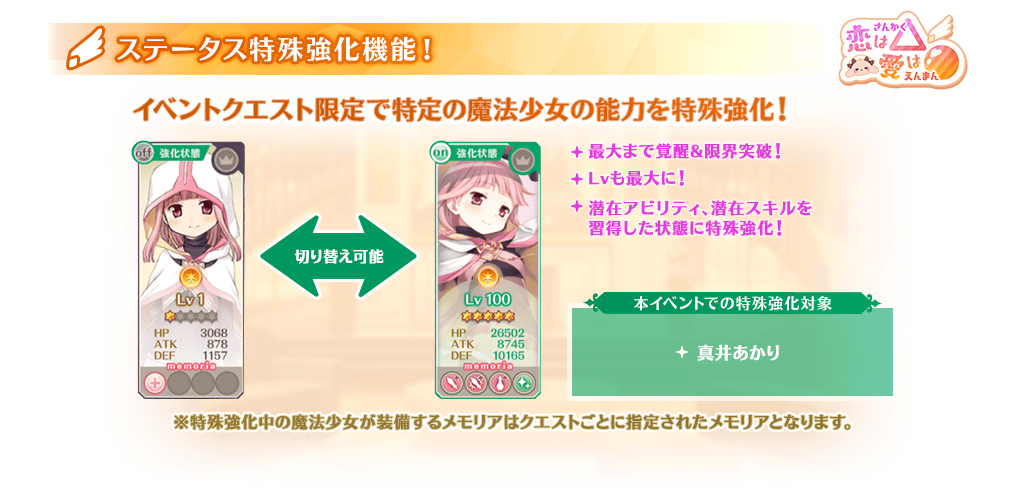 ステータス特殊強化機能！
さんかく
恋は△
愛は
えんまん
イベントクエスト限定で特定の魔法少女の能力を特殊強化！
off 強化状態
Lv 1
HP 3068
ATK 878
DEF 1157
memoria
切り替え可能
on 強化状態
Lv 100
HP 26502
ATK 8745
DEF 10165
memoria
最大まで覚醒&限界突破！
Lvも最大に！
潜在アビリティ、潜在スキルを
習得した状態に特殊強化！
本イベントでの特殊強化対象
真井あかり
※特殊強化中の魔法少女が装備するメモリアはクエストごとに指定されたメモリアとなります。